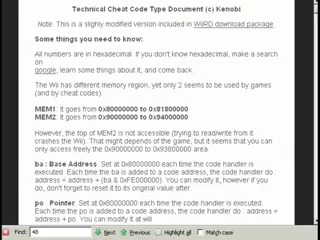 Technical Cheat Code Type Document (c) Kenobi
Note: This is a slightly modified version included in WiiRD download package.
Some things you need to know:
All numbers are in hexadecimal. If you don't know hexadecimal, make a search
on
google, learn some things about it, and come back.
The Wii has different memory region, yet only 2 seems to be used by games
(and by cheat codes):
MEM1: It goes from 0x80000000 to 0x81800000
MEM2: It goes from 0x90000000 to 0x94000000
However, the top of MEM2 is not accessible (trying to read/write from it
crashes the Wii). That might depends of the game, but it seems that you can
only access freely the 0x90000000 to 0x93800000 area.
ba : Base Address. Set at 0x80000000 each time the code handler is
executed. Each time the ba is added to a code address, the code handler do :
address = address + (ba & 0xFE000000). You can modify it, however if you
do, don't forget to reset it to its original value after.
po : Pointer. Set at 0x80000000 each time the code handler is executed.
Each time the po is added to a code address, the code handler do : address =
address + po. You can modify it at will
Find: 48 Next Previous Highlight all Match case